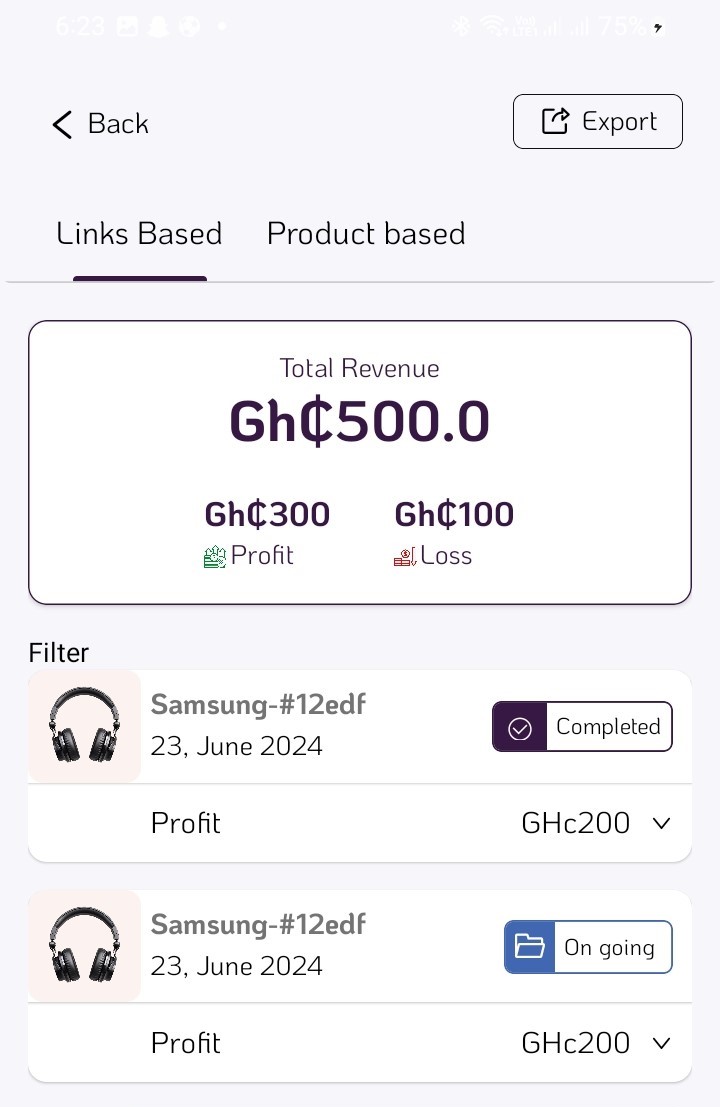 6:23
75%
Back
Export
Links Based
Product based
Total Revenue
Gh₵500.0
Gh₵300
Gh₵100
Profit
Loss
Filter
Samsung-#12edf
23, June 2024
Completed
Profit
GHc200
Samsung-#12edf
23, June 2024
On going
Profit
GHc200